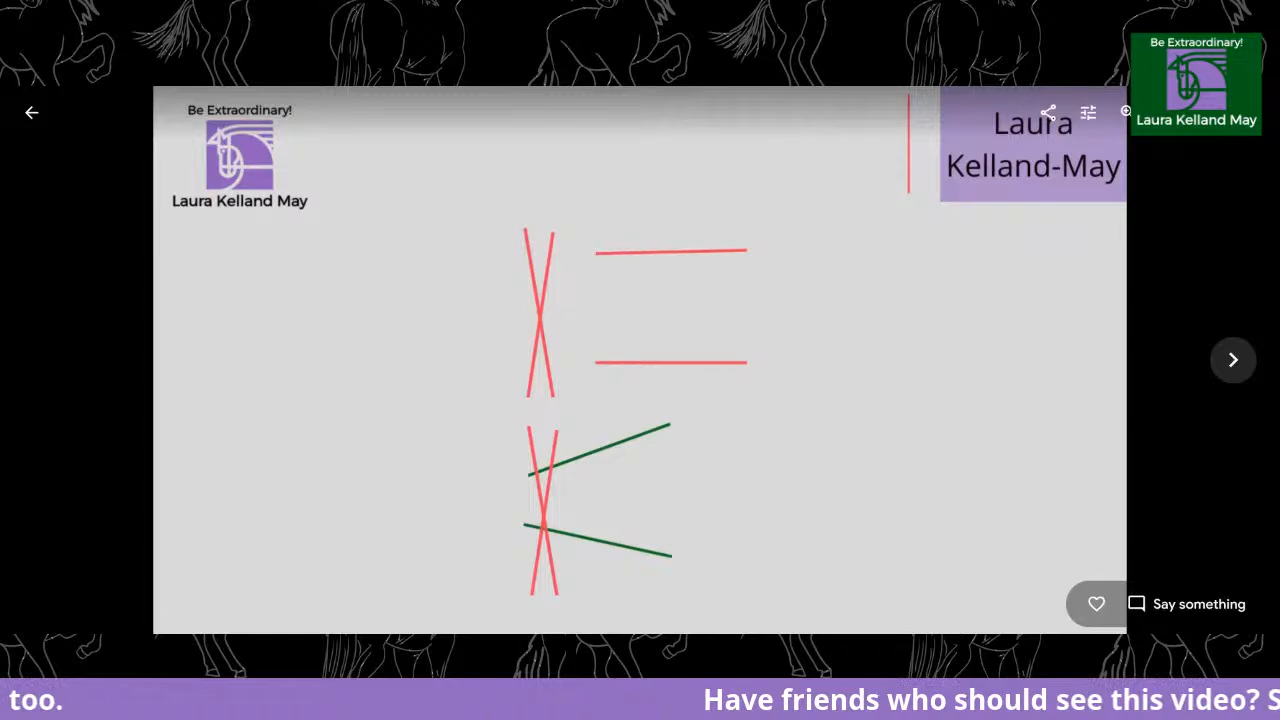 Be Extraordinary!
Laura Kelland May
Be Extraordinary!
Laura Kelland May
Laura
Kelland-May
Say something
too.
Have friends who should see this video? S